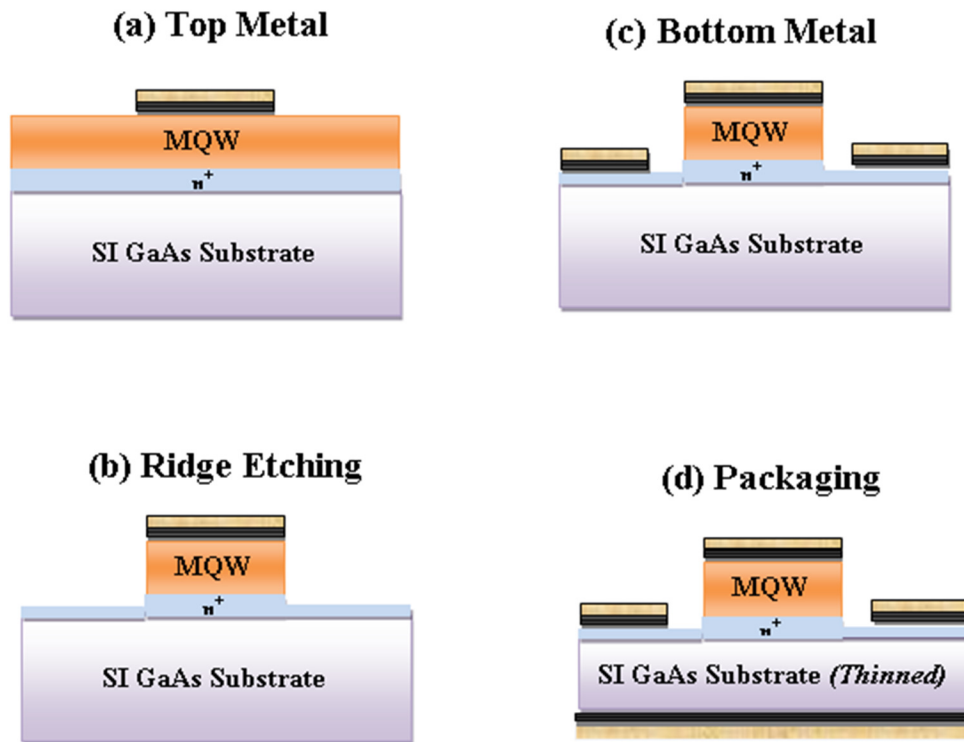 (a) Top Metal
MQW
n+
SI GaAs Substrate
(b) Ridge Etching
MQW
n+
SI GaAs Substrate
(c) Bottom Metal
MQW
n+
SI GaAs Substrate
(d) Packaging
MQW
n+
SI GaAs Substrate (Thinned)